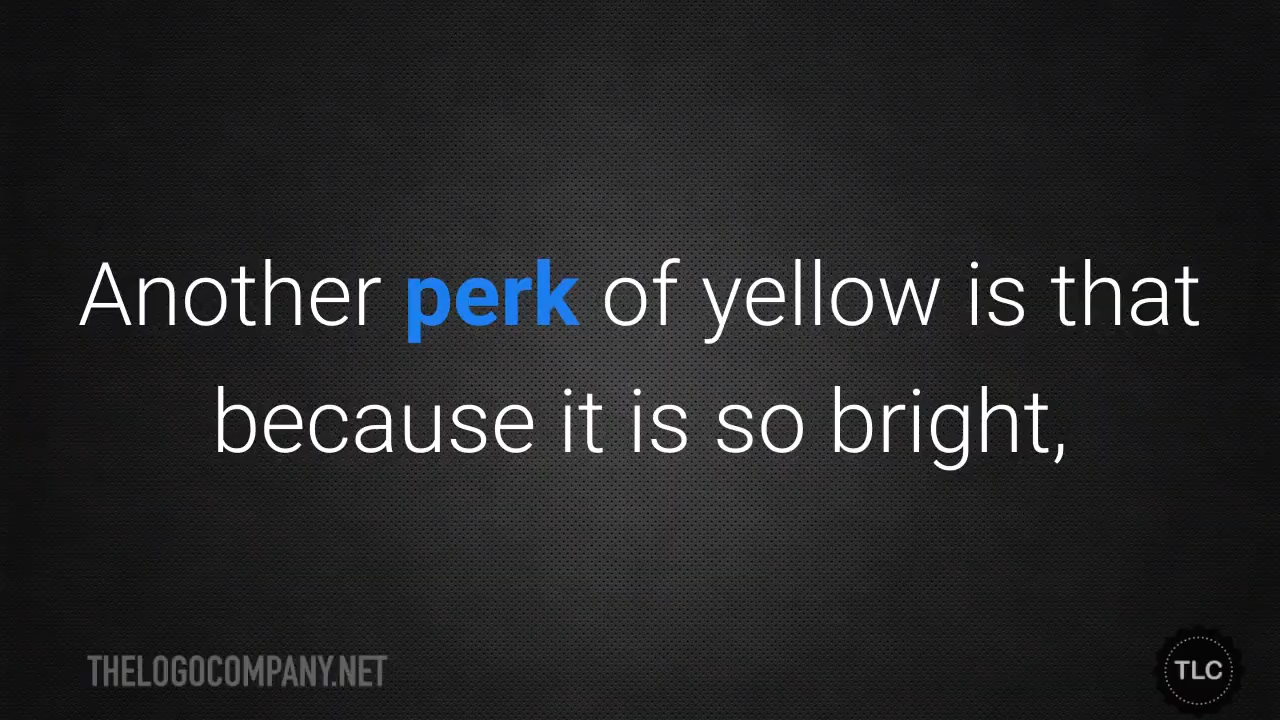 Another perk of yellow is that
because it is so bright,
THELOGOCOMPANY.NET
TLC